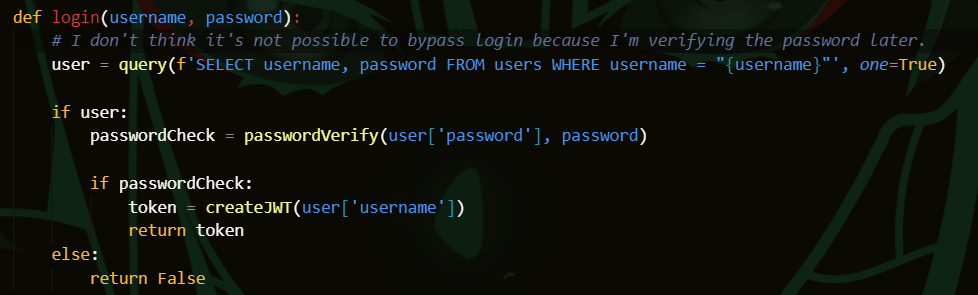 def login(username, password):
    # I don't think it's not possible to bypass login because I'm verifying the password later.
    user = query(f'SELECT username, password FROM users WHERE username = "{username}"', one=True)

    if user:
        passwordCheck = passwordVerify(user['password'], password)

        if passwordCheck:
            token = createJWT(user['username'])
            return token
    else:
        return False